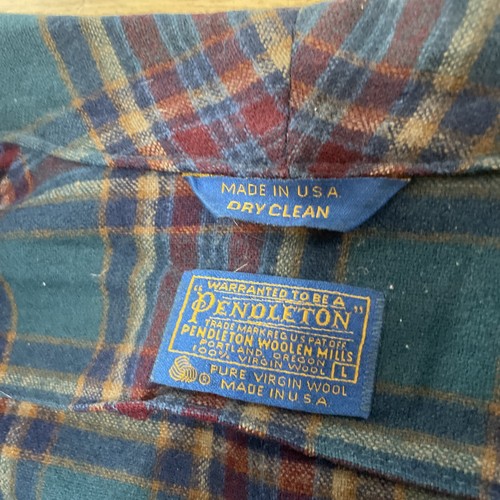 MADE IN U.S.A.
DRY CLEAN
WARRANTED TO BE A
"PENDLETON"
TRADE MARK REG. U.S. PAT. OFF.
PENDLETON WOOLEN MILLS
PORTLAND, OREGON
100% VIRGIN WOOL L
® PURE VIRGIN WOOL
MADE IN U.S.A.